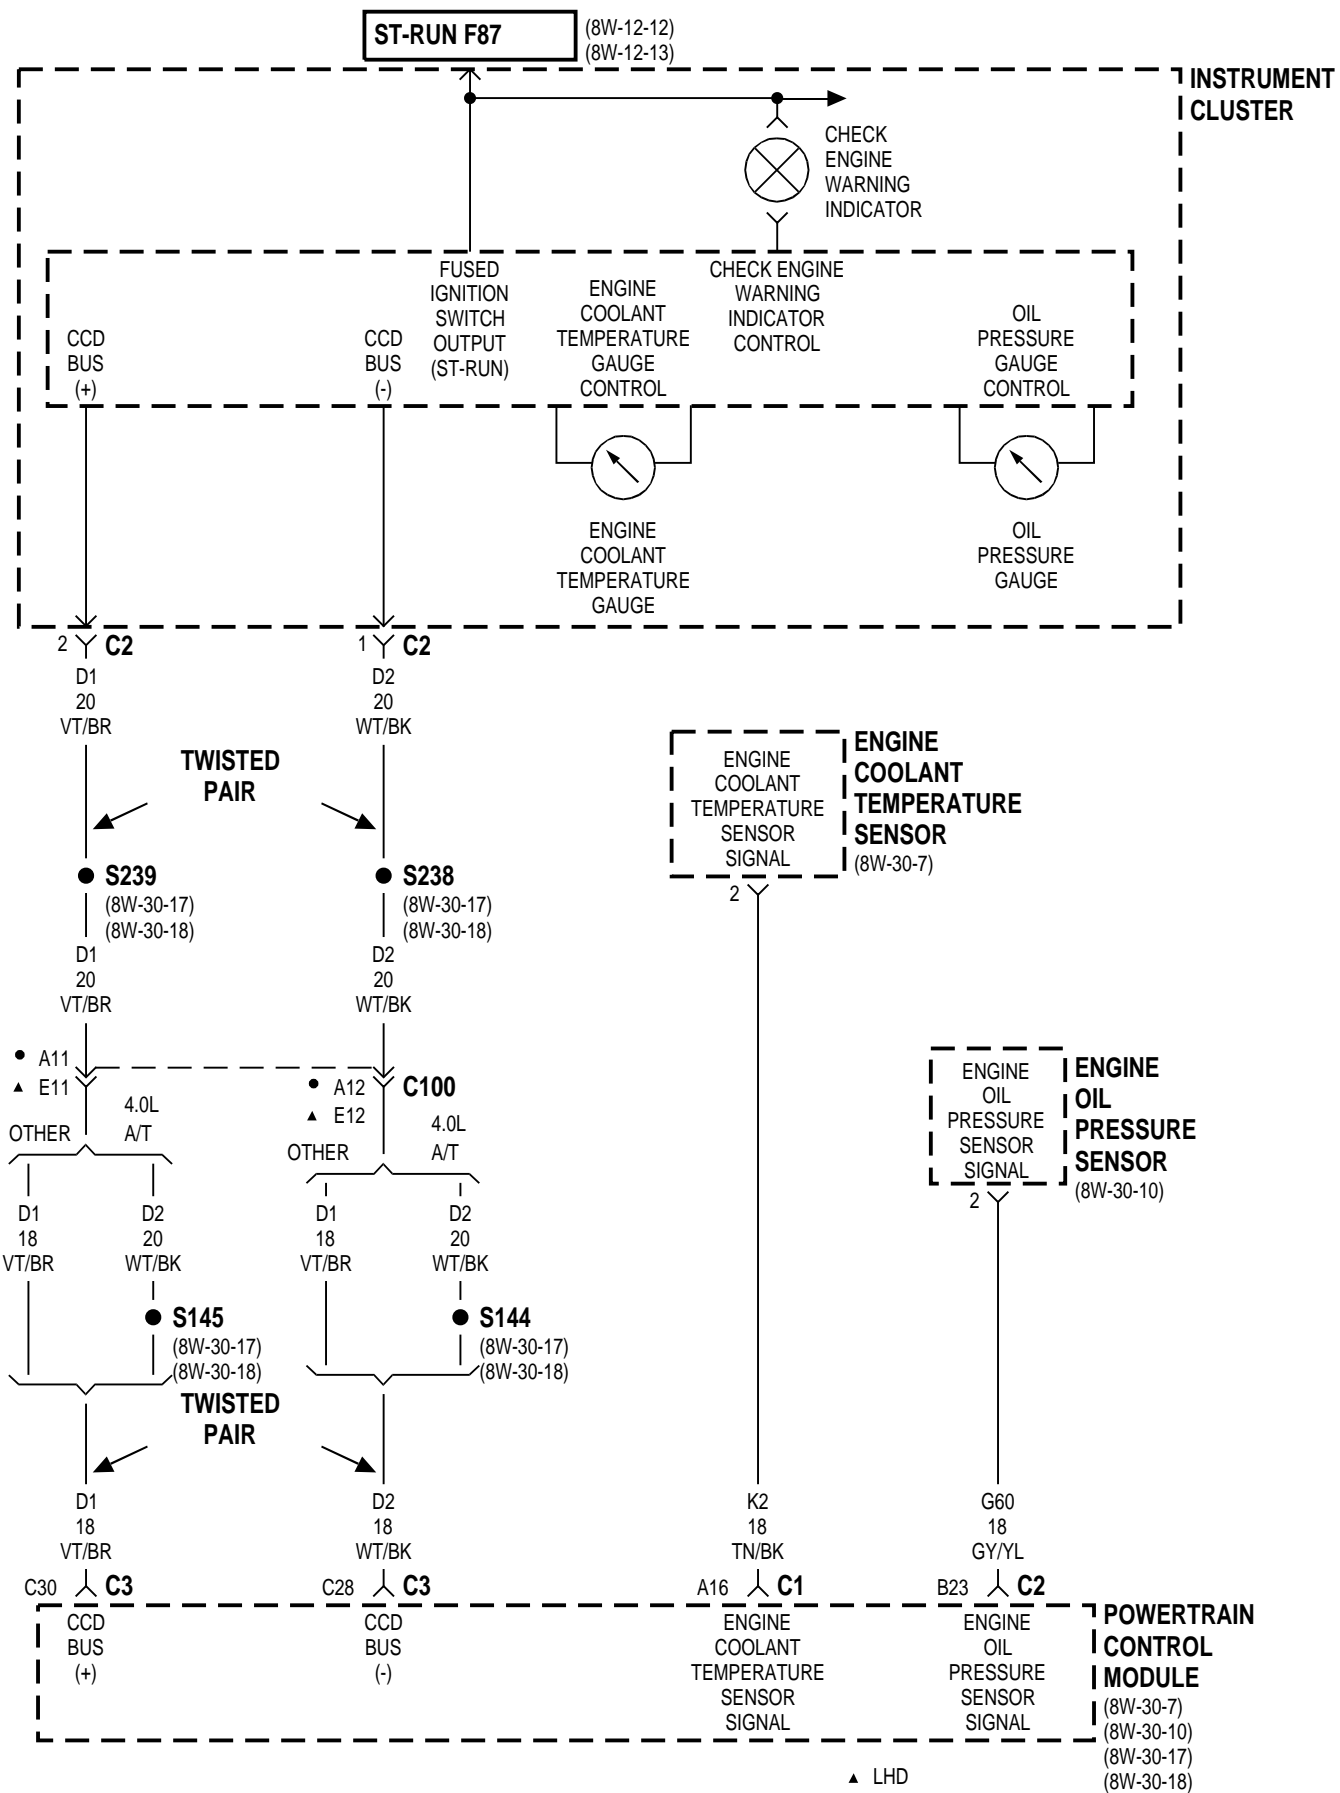 ST-RUN F87
(8W-12-12)
(8W-12-13)
INSTRUMENT
CLUSTER
CHECK
ENGINE
WARNING
INDICATOR
CCD
BUS
(+)
CCD
BUS
(-)
FUSED
IGNITION
SWITCH
OUTPUT
(ST-RUN)
ENGINE
COOLANT
TEMPERATURE
GAUGE
CONTROL
CHECK ENGINE
WARNING
INDICATOR
CONTROL
OIL
PRESSURE
GAUGE
CONTROL
ENGINE
COOLANT
TEMPERATURE
GAUGE
OIL
PRESSURE
GAUGE
2
C2
1
C2
D1
20
VT/BR
D2
20
WT/BK
TWISTED
PAIR
S239
(8W-30-17)
(8W-30-18)
S238
(8W-30-17)
(8W-30-18)
D1
20
VT/BR
D2
20
WT/BK
ENGINE
COOLANT
TEMPERATURE
SENSOR
SIGNAL
ENGINE
COOLANT
TEMPERATURE
SENSOR
(8W-30-7)
2
● A11
▲ E11
● A12
▲ E12
C100
OTHER
4.0L
A/T
OTHER
4.0L
A/T
ENGINE
OIL
PRESSURE
SENSOR
SIGNAL
ENGINE
OIL
PRESSURE
SENSOR
(8W-30-10)
2
D1
18
VT/BR
D2
20
WT/BK
D1
18
VT/BR
D2
20
WT/BK
S145
(8W-30-17)
(8W-30-18)
S144
(8W-30-17)
(8W-30-18)
TWISTED
PAIR
D1
18
VT/BR
D2
18
WT/BK
K2
18
TN/BK
G60
18
GY/YL
C30
C3
C28
C3
A16
C1
B23
C2
CCD
BUS
(+)
CCD
BUS
(-)
ENGINE
COOLANT
TEMPERATURE
SENSOR
SIGNAL
ENGINE
OIL
PRESSURE
SENSOR
SIGNAL
POWERTRAIN
CONTROL
MODULE
(8W-30-7)
(8W-30-10)
(8W-30-17)
(8W-30-18)
▲ LHD